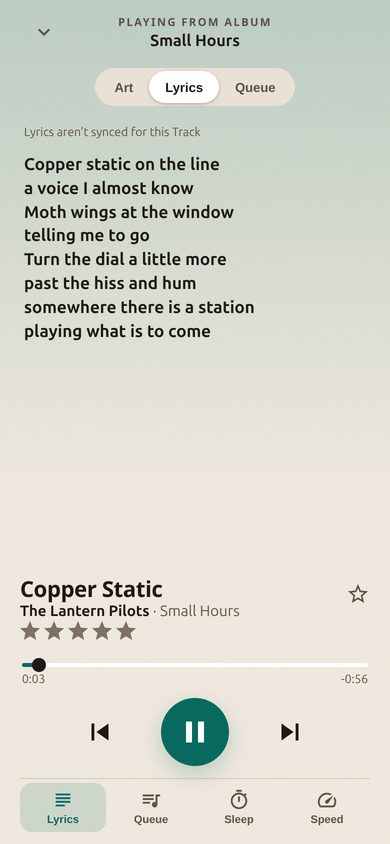 PLAYING FROM ALBUM
Small Hours
Art
Lyrics
Queue
Lyrics aren't synced for this Track
Copper static on the line
a voice I almost know
Moth wings at the window
telling me to go
Turn the dial a little more
past the hiss and hum
somewhere there is a station
playing what is to come
Copper Static
The Lantern Pilots · Small Hours
0:03
-0:56
Lyrics
Queue
Sleep
Speed